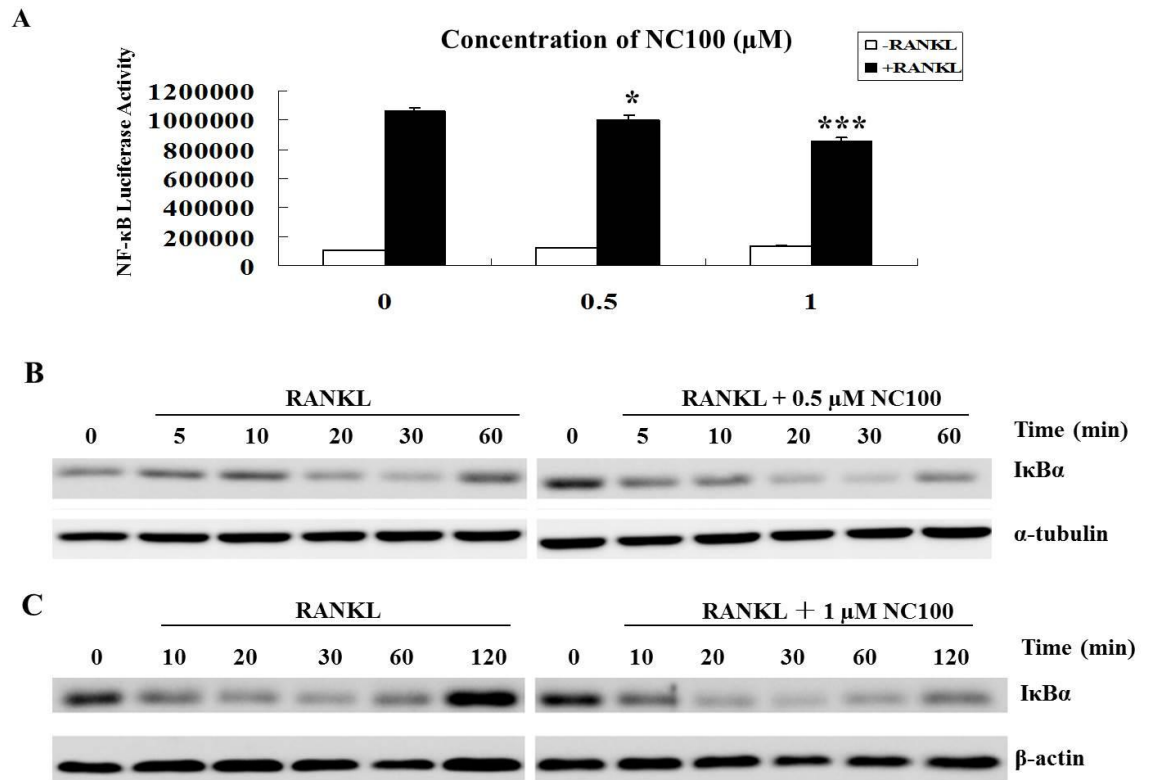 A
Concentration of NC100 (μM)
-RANKL
+RANKL
NF-κB Luciferase Activity
1200000
1000000
800000
600000
400000
200000
0
*
***
0 0.5 1
B
RANKL RANKL + 0.5 μM NC100
0 5 10 20 30 60 0 5 10 20 30 60 Time (min)
IκBα
α-tubulin
C
RANKL RANKL + 1 μM NC100
0 10 20 30 60 120 0 10 20 30 60 120 Time (min)
IκBα
β-actin